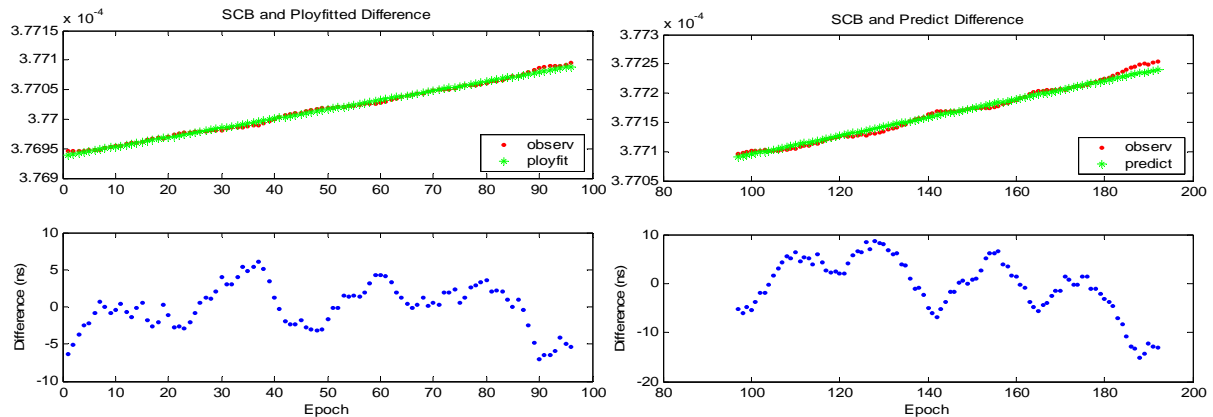 SCB and Ployfitted Difference
x 10-4
3.7715
3.771
3.7705
3.77
3.7695
3.769
0 10 20 30 40 50 60 70 80 90 100
observ
ployfit
10
5
0
-5
-10
Difference (ns)
0 10 20 30 40 50 60 70 80 90 100
Epoch
SCB and Predict Difference
x 10-4
3.773
3.7725
3.772
3.7715
3.771
3.7705
80 100 120 140 160 180 200
observ
predict
10
0
-10
-20
Difference (ns)
80 100 120 140 160 180 200
Epoch